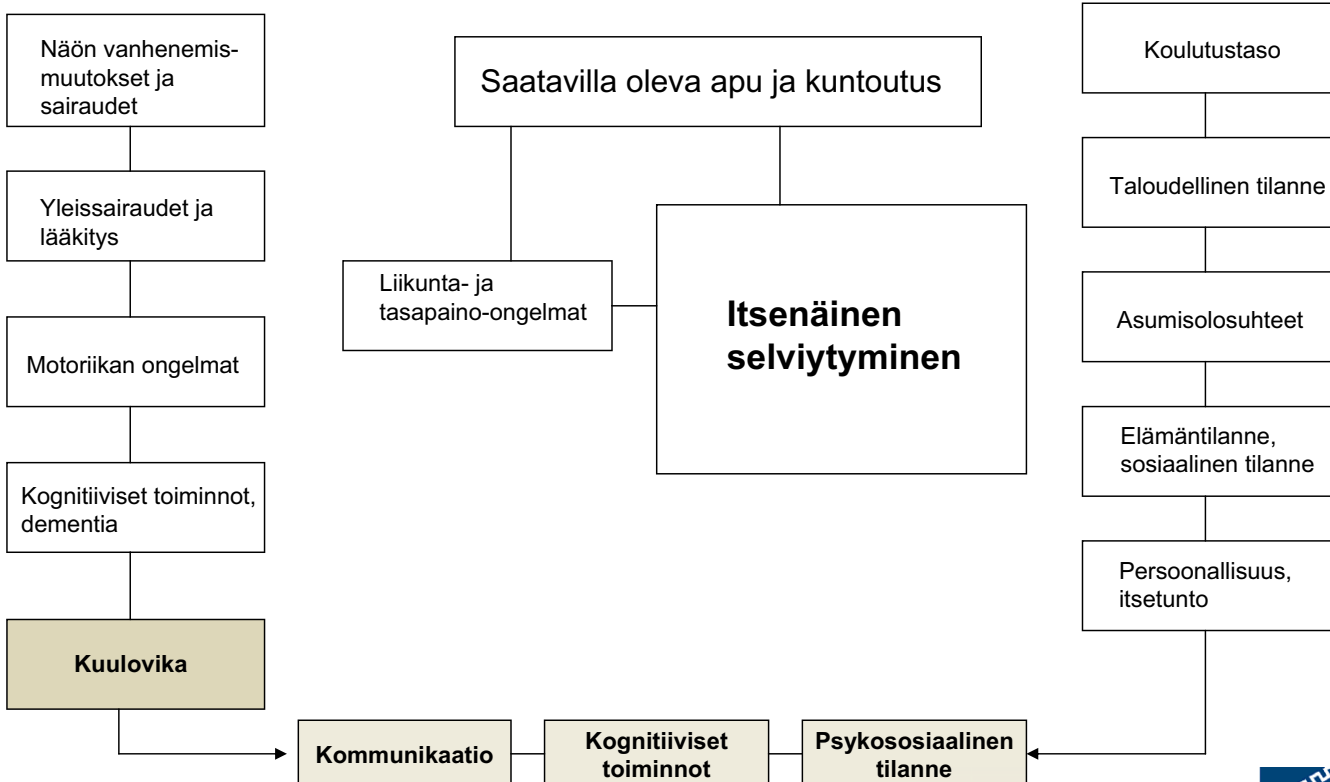 Näön vanhenemis-
muutokset ja
sairaudet
Yleissairaudet ja
lääkitys
Motoriikan ongelmat
Kognitiiviset toiminnot,
dementia
Kuulovika
Saatavilla oleva apu ja kuntoutus
Liikunta- ja
tasapaino-ongelmat
Itsenäinen
selviytyminen
Koulutustaso
Taloudellinen tilanne
Asumisolosuhteet
Elämäntilanne,
sosiaalinen tilanne
Persoonallisuus,
itsetunto
Kommunikaatio
Kognitiiviset
toiminnot
Psykososiaalinen
tilanne